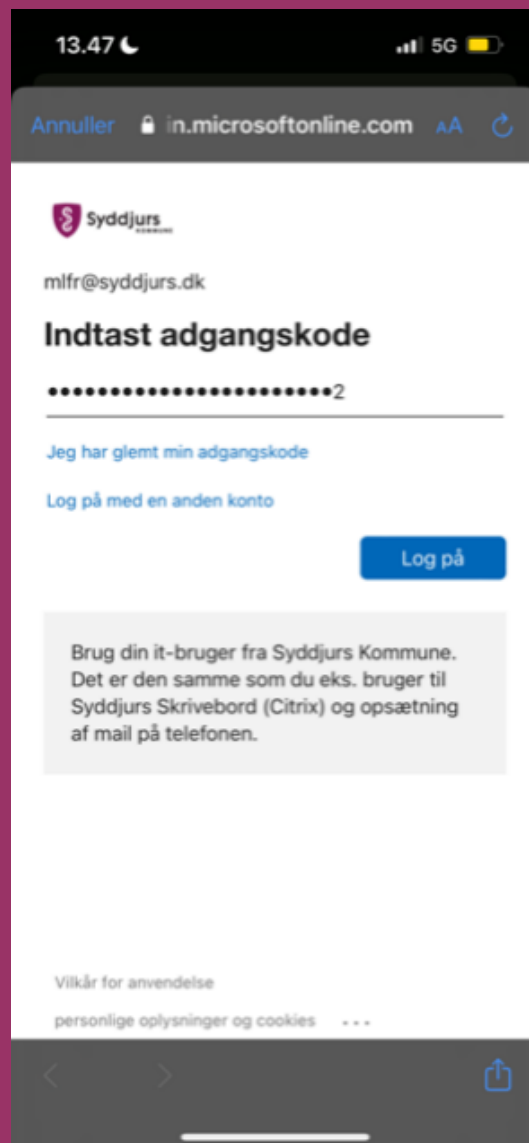 13.47
5G
Annuller in.microsoftonline.com AA
Syddjurs
KOMMUNE
mlfr@syddjurs.dk
Indtast adgangskode
•••••••••••••••••••••••2
Jeg har glemt min adgangskode
Log på med en anden konto
Log på
Brug din it-bruger fra Syddjurs Kommune.
Det er den samme som du eks. bruger til
Syddjurs Skrivebord (Citrix) og opsætning
af mail på telefonen.
Vilkår for anvendelse
personlige oplysninger og cookies ...